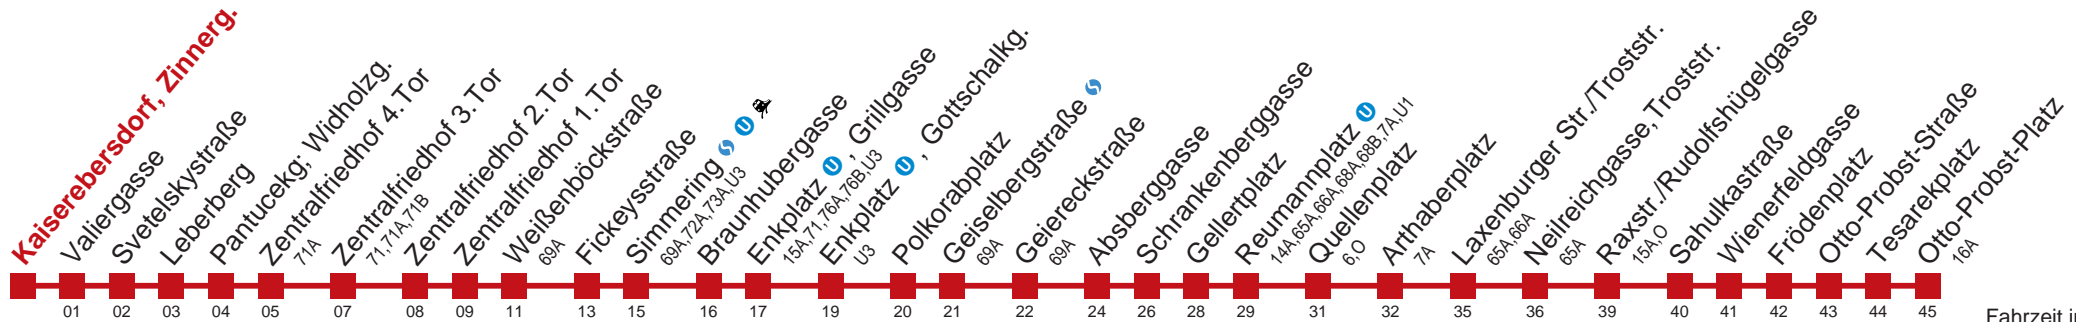 Kaiserebersdorf, Zinnerg.
Valiergasse
Svetelskystraße
Leberberg
Pantucekg; Widholzg.
Zentralfriedhof 4.Tor
71A
Zentralfriedhof 3.Tor
71,71A,71B
Zentralfriedhof 2.Tor
Zentralfriedhof 1.Tor
Weißenböckstraße
69A
Fickeysstraße
Simmering S U
69A,72A,73A,U3
Braunhubergasse
Enkplatz U , Grillgasse
15A,71,76A,76B,U3
Enkplatz U , Gottschalkg.
U3
Polkorabplatz
Geiselbergstraße S
69A
Geiereckstraße
69A
Absberggasse
Schrankenberggasse
Gellertplatz
Reumannplatz U
14A,65A,66A,68A,68B,7A,U1
Quellenplatz
6,O
Arthaberplatz
7A
Laxenburger Str./Troststr.
65A,66A
Neilreichgasse, Troststr.
65A
Raxstr./Rudolfshügelgasse
15A,O
Sahulkastraße
Wienerfeldgasse
Frödenplatz
Otto-Probst-Straße
Tesarekplatz
Otto-Probst-Platz
16A
01 02 03 04 05 07 08 09 11 13 15 16 17 19 20 21 22 24 26 28 29 31 32 35 36 39 40 41 42 43 44 45
Fahrzeit i